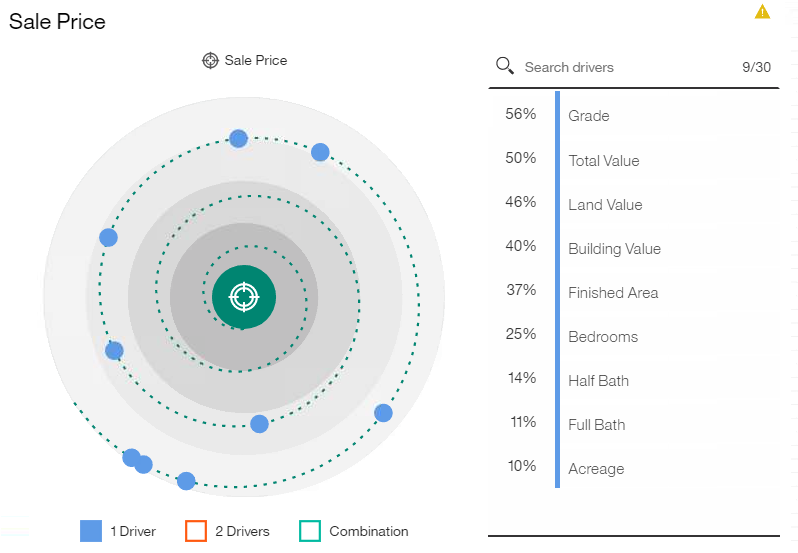 Sale Price
Sale Price
Search drivers 9/30
56% Grade
50% Total Value
46% Land Value
40% Building Value
37% Finished Area
25% Bedrooms
14% Half Bath
11% Full Bath
10% Acreage
1 Driver 2 Drivers Combination